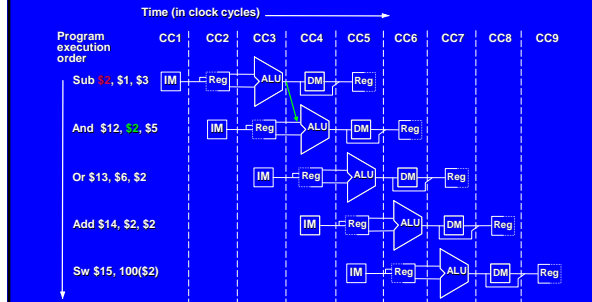 Time (in clock cycles)
Program
execution
order
CC1 CC2 CC3 CC4 CC5 CC6 CC7 CC8 CC9
Sub $2, $1, $3 IM Reg ALU DM Reg
And $12, $2, $5 IM Reg ALU DM Reg
Or $13, $6, $2 IM Reg ALU DM Reg
Add $14, $2, $2 IM Reg ALU DM Reg
Sw $15, 100($2) IM Reg ALU DM Reg